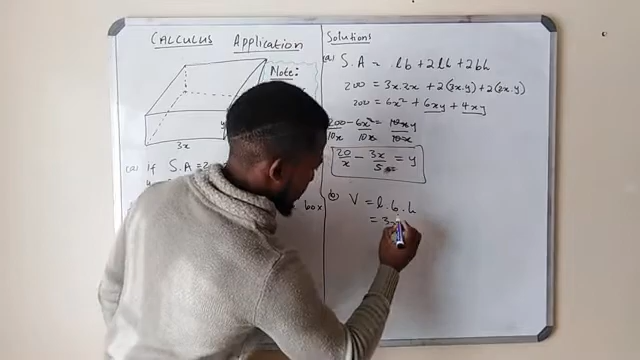 CALCULUS Application
Note:
3x
y
(a) If S.A = 2
box
Solutions
(a) S.A = lb + 2lh + 2bh
200 = 3x.2x + 2(3x.y) + 2(2x.y)
200 = 6x² + 6xy + 4xy
200 - 6x² = 10xy
10x 10x 10x
20/x - 3x/5 = y
(b) V = l.b.h
= 3